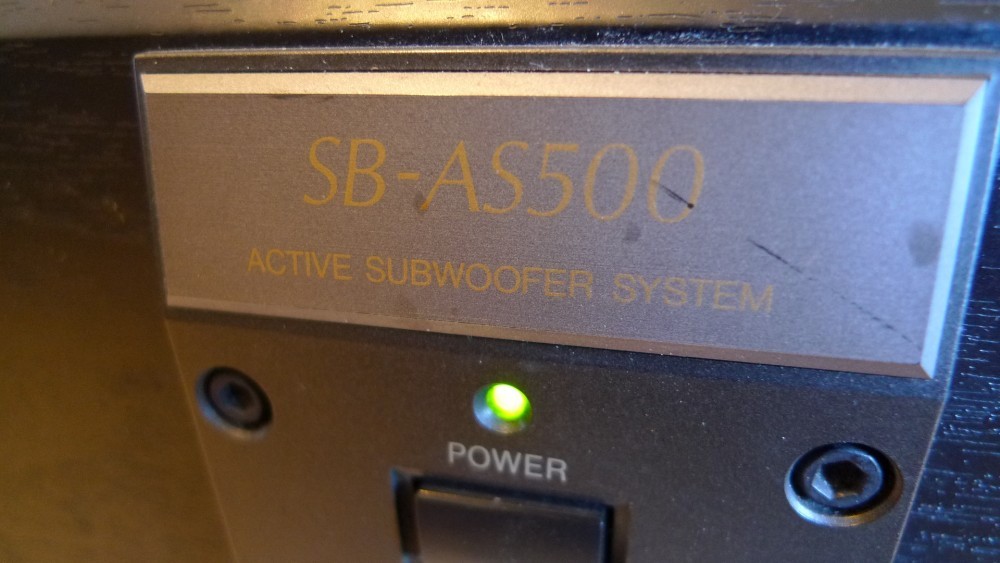 SB-AS500
ACTIVE SUBWOOFER SYSTEM
POWER